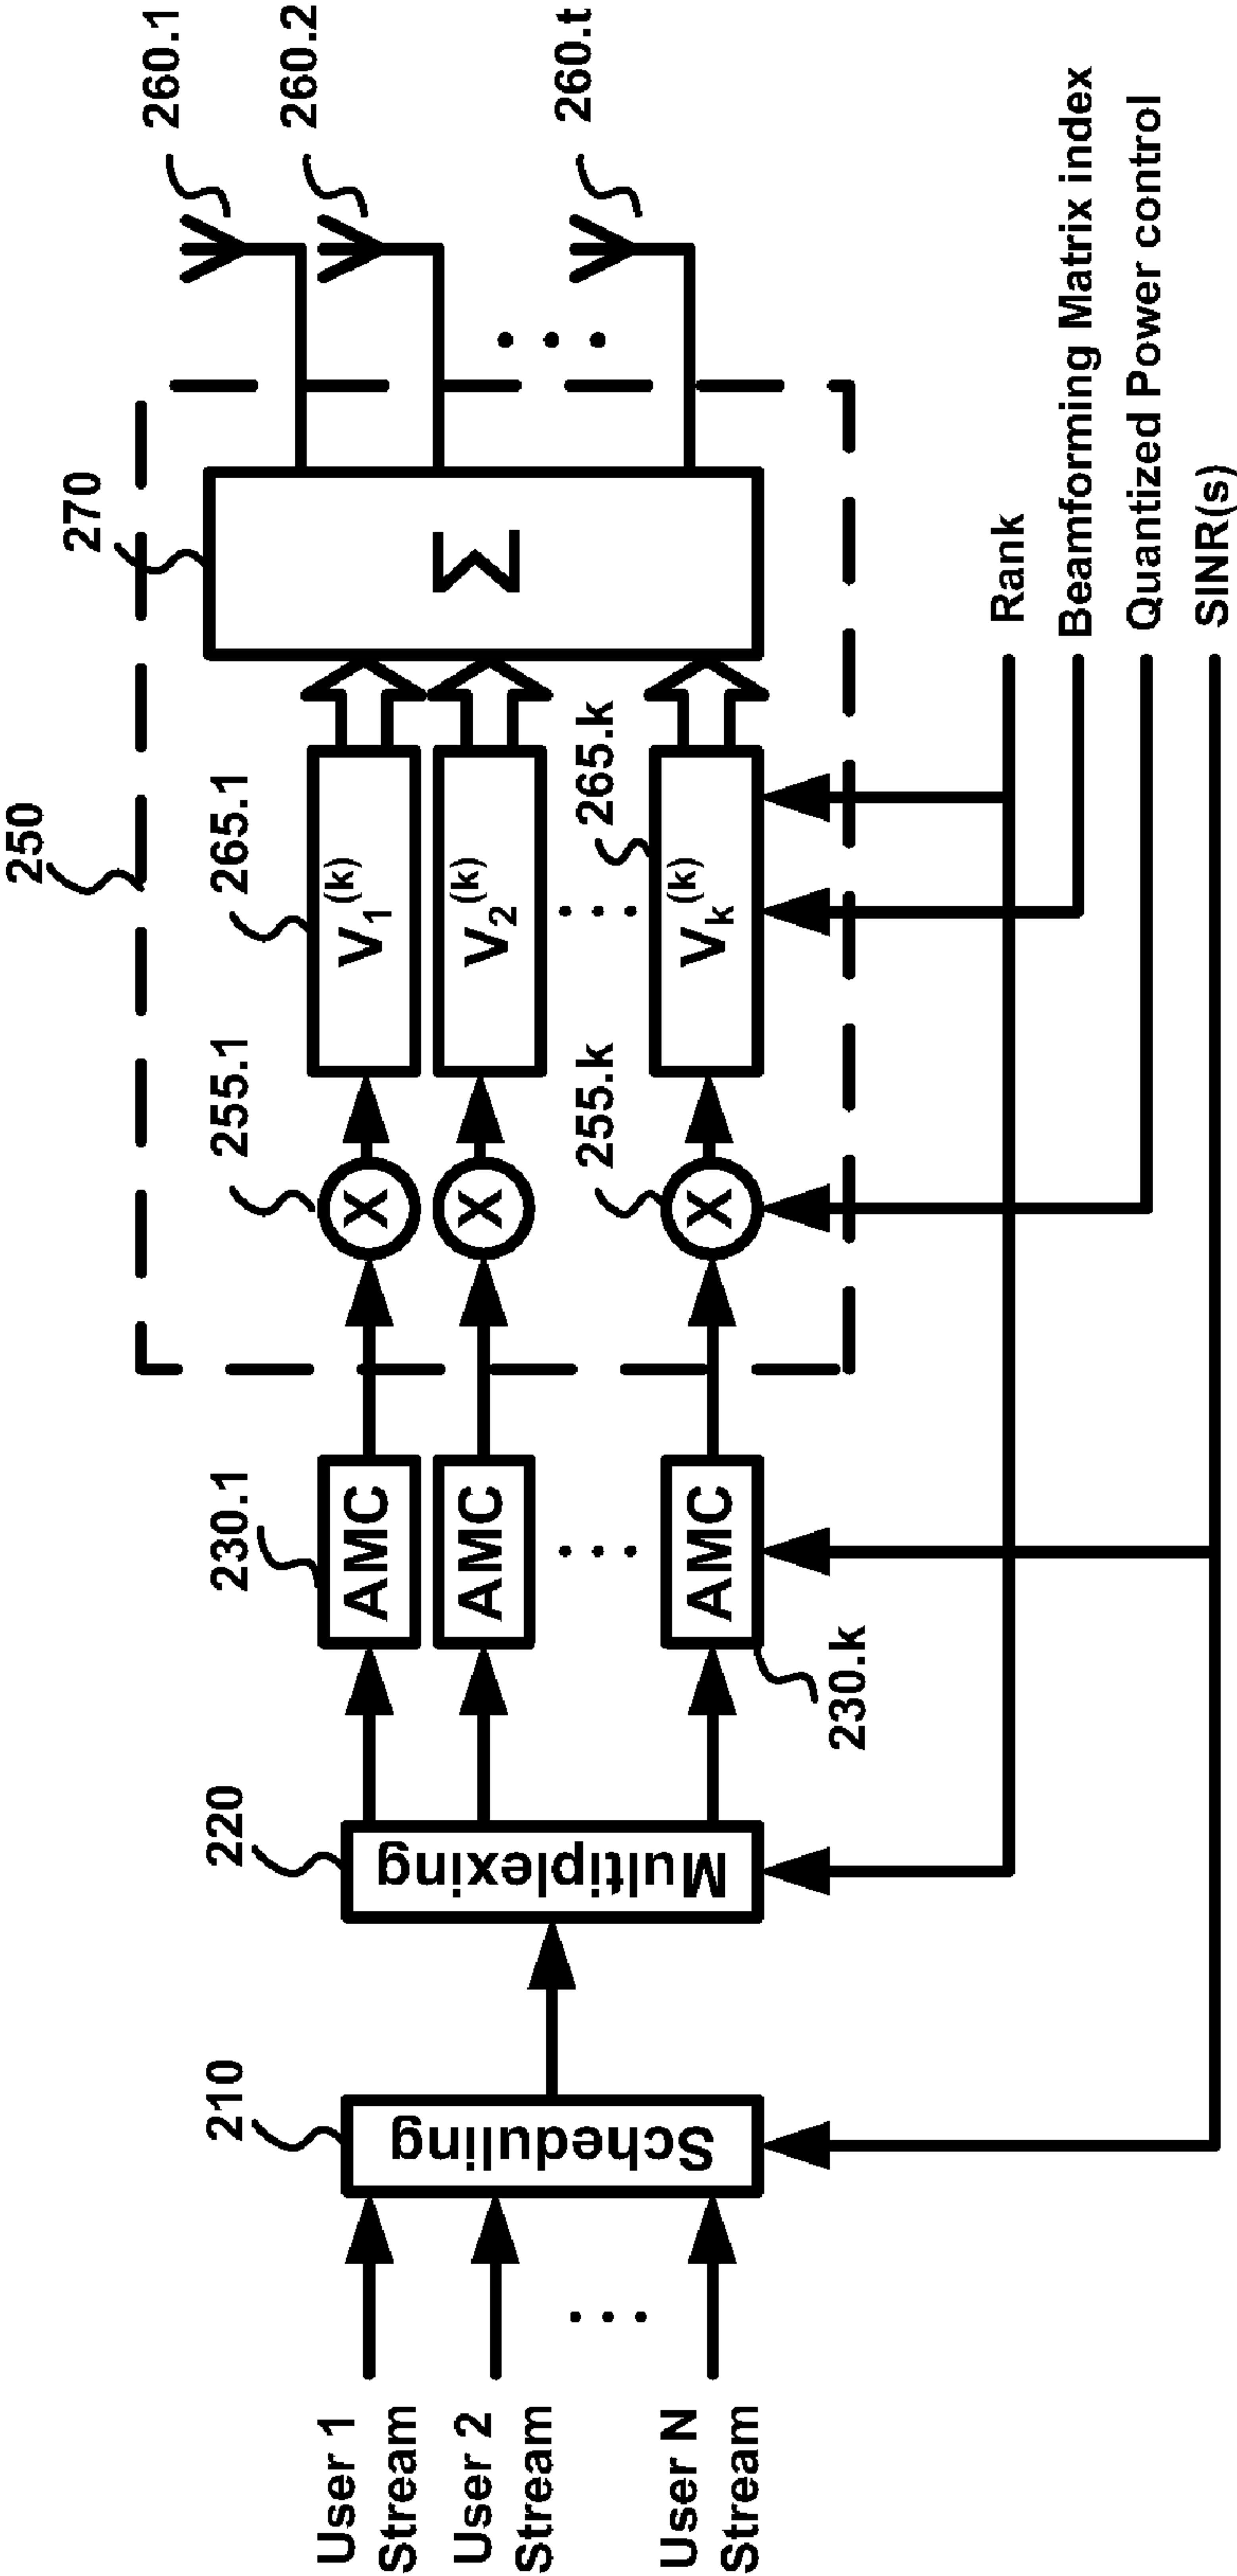 250
270
260.1
260.2
260.t
210
220
230.1
255.1
265.1
User 1
Stream
User 2
Stream
User N
Stream
Scheduling
Multiplexing
AMC
AMC
AMC
X
X
X
V1(k)
V2(k)
Vk(k)
Σ
...
...
...
...
230.k
255.k
265.k
Rank
Beamforming Matrix index
Quantized Power control
SINR(s)